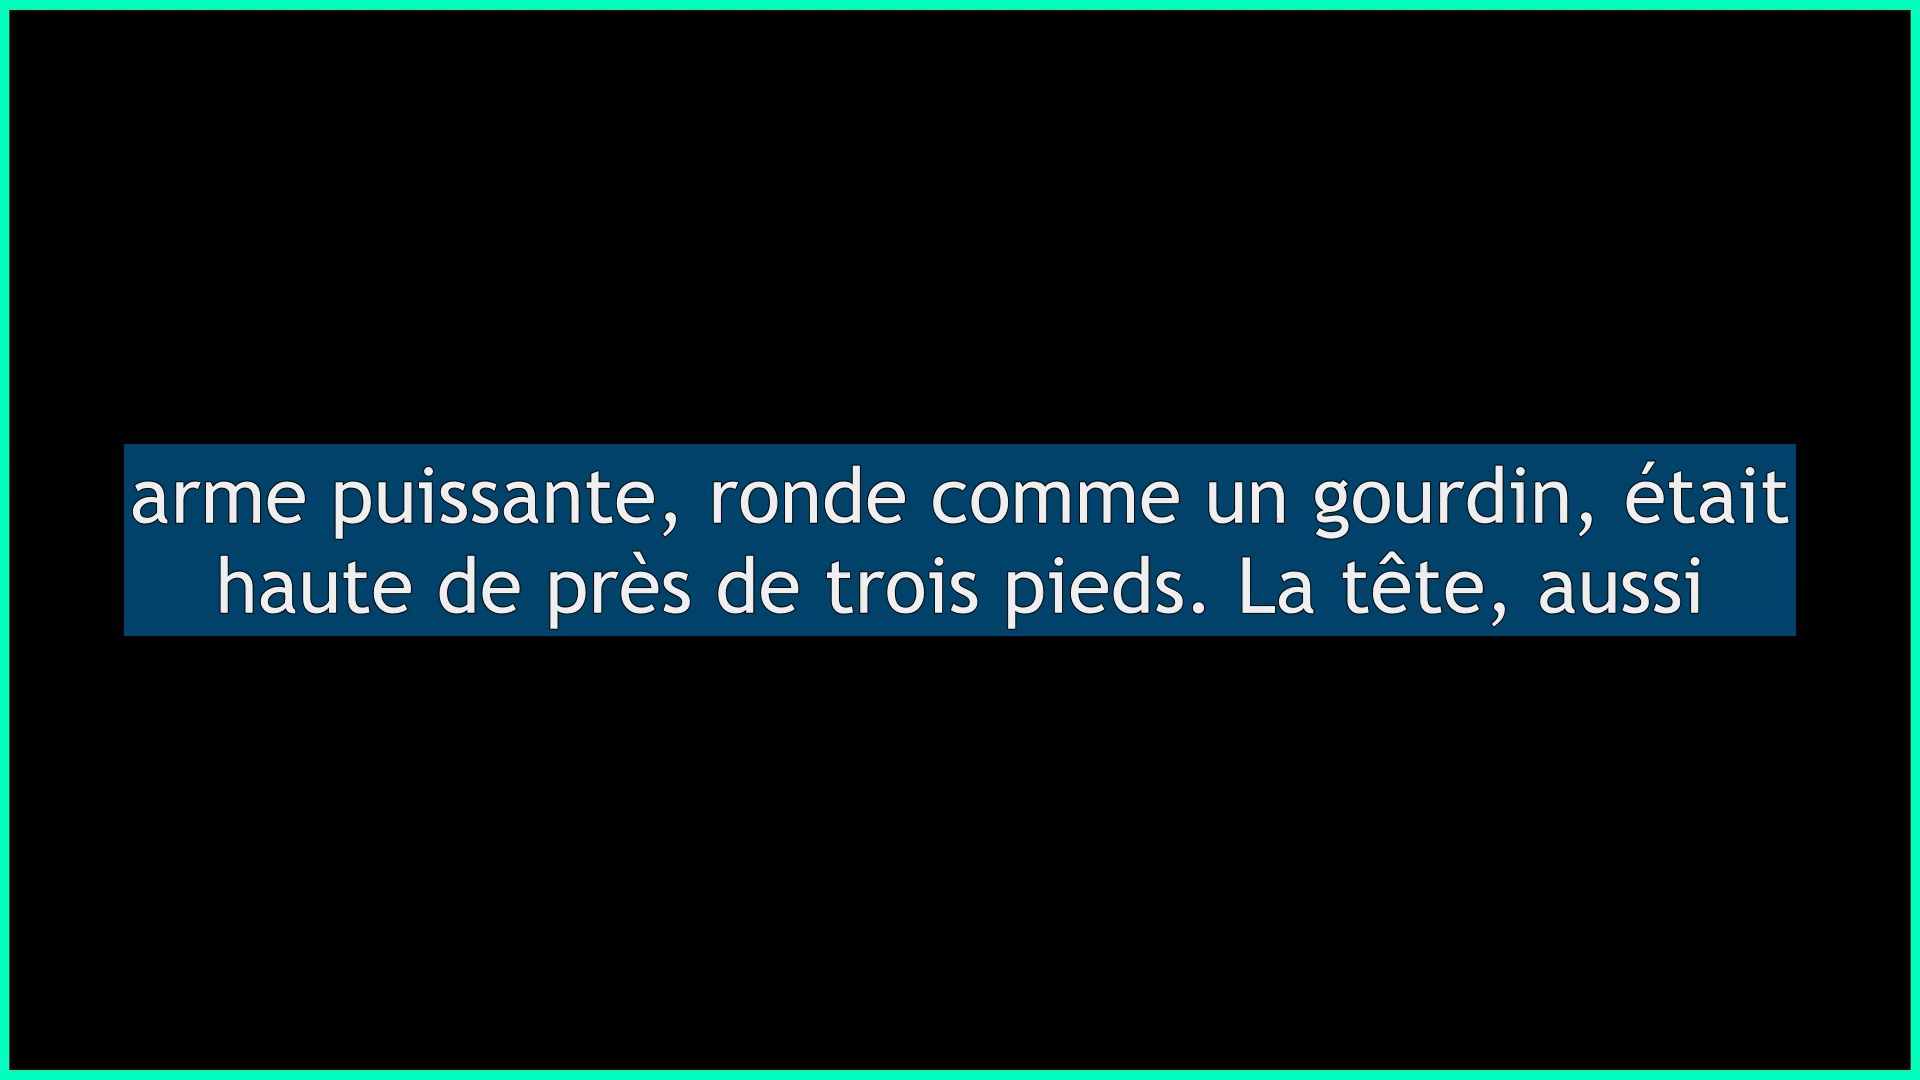 arme puissante, ronde comme un gourdin, était
haute de près de trois pieds. La tête, aussi